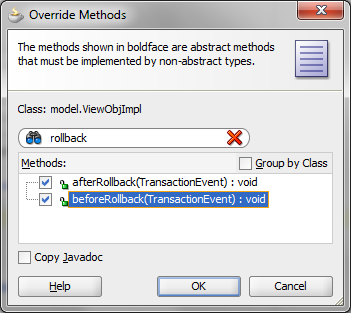 Override Methods
The methods shown in boldface are abstract methods
that must be implemented by non-abstract types.
Class: model.ViewObjImpl
rollback
Methods:
Group by Class
afterRollback(TransactionEvent) : void
beforeRollback(TransactionEvent) : void
Copy Javadoc
Help
OK
Cancel